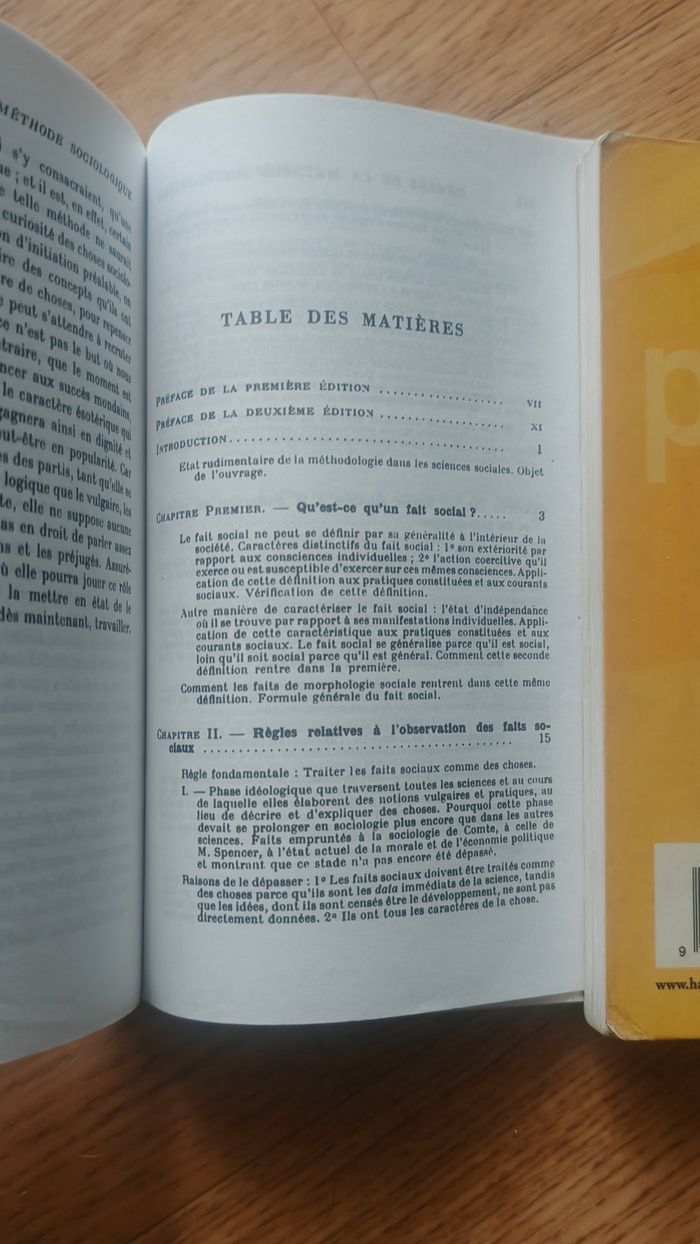 MÉTHODE SOCIOLOGIQUE
s'y consacraient, qu'une
; et il est, en effet, certain
telle méthode ne saurait
curiosité des choses sociolo-
d'initiation préalable, on
des concepts qu'ils ont
de choses, pour repenser
peut s'attendre à recruter
n'est pas le but où nous
que le moment est
aux succès mondains,
le caractère ésotérique qui
gagnera ainsi en dignité et
en popularité. Car
des partis, tant qu'elle se
logique que le vulgaire, les
elle ne suppose aucune
en droit de parler assez
et les préjugés. Assuré-
elle pourra jouer ce rôle
la mettre en état de le
dès maintenant, travailler.
TABLE DES MATIÈRES
PRÉFACE DE LA PREMIÈRE ÉDITION .................. VII
PRÉFACE DE LA DEUXIÈME ÉDITION .................. XI
INTRODUCTION........................................ 1
Etat rudimentaire de la méthodologie dans les sciences sociales. Objet
de l'ouvrage.
CHAPITRE PREMIER. — Qu'est-ce qu'un fait social ?..... 3
Le fait social ne peut se définir par sa généralité à l'intérieur de la
société. Caractères distinctifs du fait social : 1º son extériorité par
rapport aux consciences individuelles ; 2º l'action coercitive qu'il
exerce ou est susceptible d'exercer sur ces mêmes consciences. Appli-
cation de cette définition aux pratiques constituées et aux courants
sociaux. Vérification de cette définition.
Autre manière de caractériser le fait social : l'état d'indépendance
où il se trouve par rapport à ses manifestations individuelles. Appli-
cation de cette caractéristique aux pratiques constituées et aux
courants sociaux. Le fait social se généralise parce qu'il est social,
loin qu'il soit social parce qu'il est général. Comment cette seconde
définition rentre dans la première.
Comment les faits de morphologie sociale rentrent dans cette même
définition. Formule générale du fait social.
CHAPITRE II. — Règles relatives à l'observation des faits so-
ciaux ........................................ 15
Règle fondamentale : Traiter les faits sociaux comme des choses.
I. — Phase idéologique que traversent toutes les sciences et au cours
de laquelle elles élaborent des notions vulgaires et pratiques, au
lieu de décrire et d'expliquer des choses. Pourquoi cette phase
devait se prolonger en sociologie plus encore que dans les autres
sciences. Faits empruntés à la sociologie de Comte, à celle de
M. Spencer, à l'état actuel de la morale et de l'économie politique
et montrant que ce stade n'a pas encore été dépassé.
Raisons de le dépasser : 1º Les faits sociaux doivent être traités comme
des choses parce qu'ils sont les data immédiats de la science, tandis
que les idées, dont ils sont censés être le développement, ne sont pas
directement données. 2º Ils ont tous les caractères de la chose.
p
9
www.ha